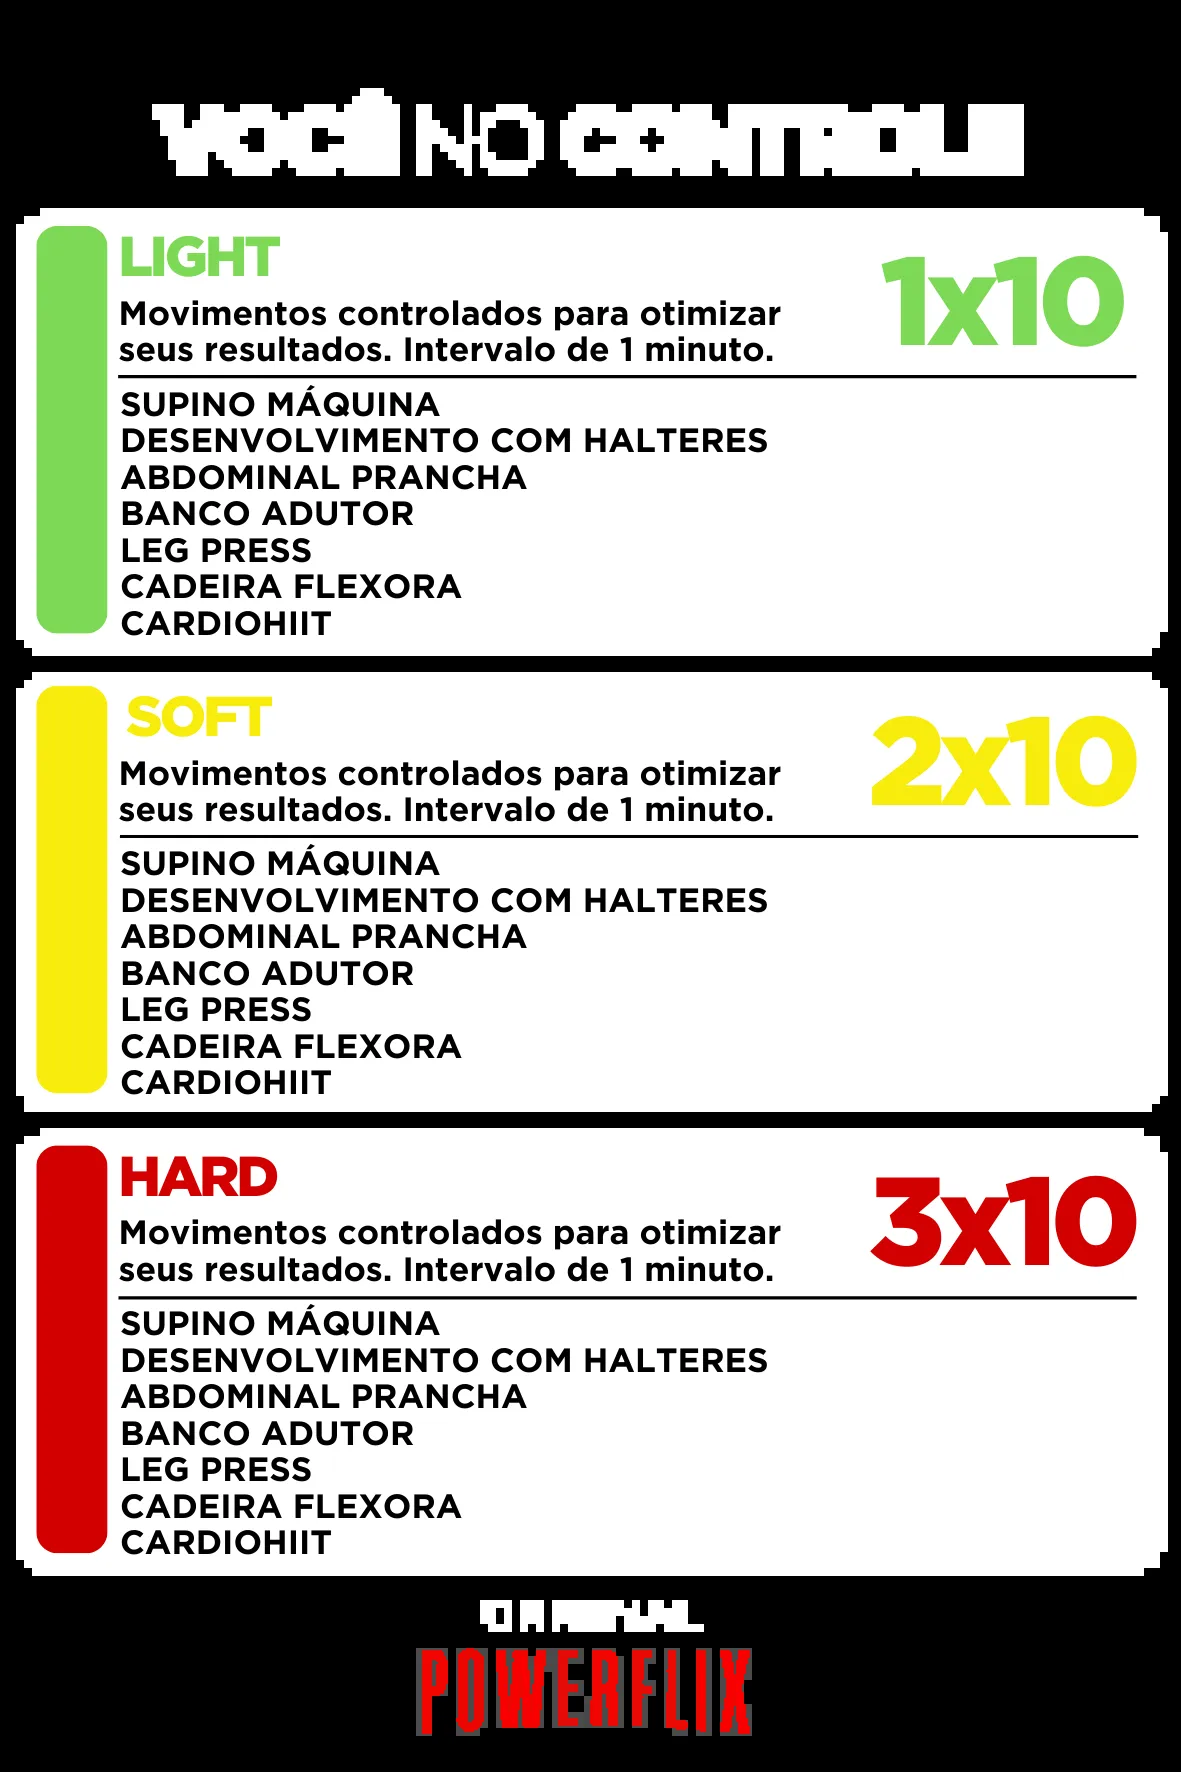 VOCÊ NO CONTROLE
LIGHT
1x10
Movimentos controlados para otimizar
seus resultados. Intervalo de 1 minuto.
SUPINO MÁQUINA
DESENVOLVIMENTO COM HALTERES
ABDOMINAL PRANCHA
BANCO ADUTOR
LEG PRESS
CADEIRA FLEXORA
CARDIOHIIT
SOFT
2x10
Movimentos controlados para otimizar
seus resultados. Intervalo de 1 minuto.
SUPINO MÁQUINA
DESENVOLVIMENTO COM HALTERES
ABDOMINAL PRANCHA
BANCO ADUTOR
LEG PRESS
CADEIRA FLEXORA
CARDIOHIIT
HARD
3x10
Movimentos controlados para otimizar
seus resultados. Intervalo de 1 minuto.
SUPINO MÁQUINA
DESENVOLVIMENTO COM HALTERES
ABDOMINAL PRANCHA
BANCO ADUTOR
LEG PRESS
CADEIRA FLEXORA
CARDIOHIIT
POWERFLIX